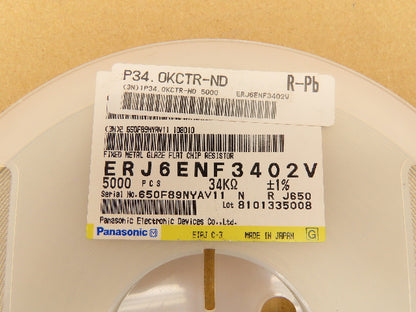 P34.0KCTR-ND
R-Pb
(3N)1P34.0KCTR-ND 5000 ERJ6ENF3402V
(3N)2 650F89NYAV11 108010
FIXED METAL GLAZE FLAT CHIP RESISTOR
ERJ6ENF3402V
5000 PCS 34KΩ ±1%
Serial No.650F89NYAV11 N R J650
Lot 8101335008
Panasonic Electronic Devices Co.,Ltd.
Panasonic EIAJ C-3 MADE IN JAPAN G